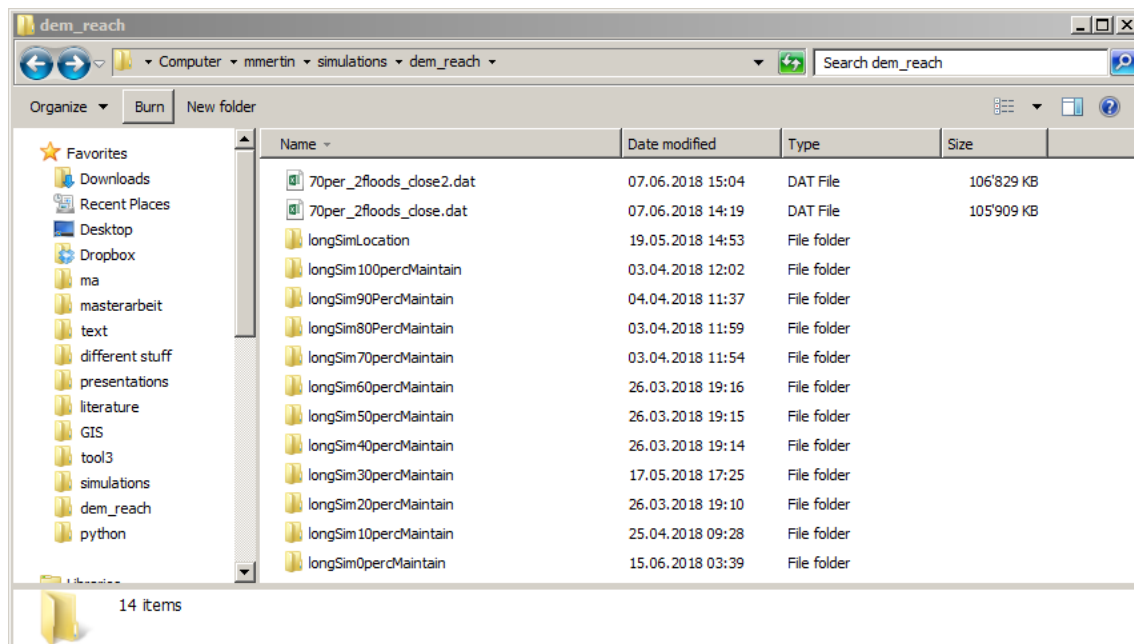 dem_reach
Computer mmertin simulations dem_reach Search dem_reach
Organize Burn New folder
Favorites
Downloads
Recent Places
Desktop
Dropbox
ma
masterarbeit
text
different stuff
presentations
literature
GIS
tool3
simulations
dem_reach
python
Libraries
Name Date modified Type Size
70per_2floods_close2.dat 07.06.2018 15:04 DAT File 106'829 KB
70per_2floods_close.dat 07.06.2018 14:19 DAT File 105'909 KB
longSimLocation 19.05.2018 14:53 File folder
longSim100percMaintain 03.04.2018 12:02 File folder
longSim90PercMaintain 04.04.2018 11:37 File folder
longSim80PercMaintain 03.04.2018 11:59 File folder
longSim70percMaintain 03.04.2018 11:54 File folder
longSim60percMaintain 26.03.2018 19:16 File folder
longSim50percMaintain 26.03.2018 19:15 File folder
longSim40percMaintain 26.03.2018 19:14 File folder
longSim30percMaintain 17.05.2018 17:25 File folder
longSim20percMaintain 26.03.2018 19:10 File folder
longSim10percMaintain 25.04.2018 09:28 File folder
longSim0percMaintain 15.06.2018 03:39 File folder
14 items